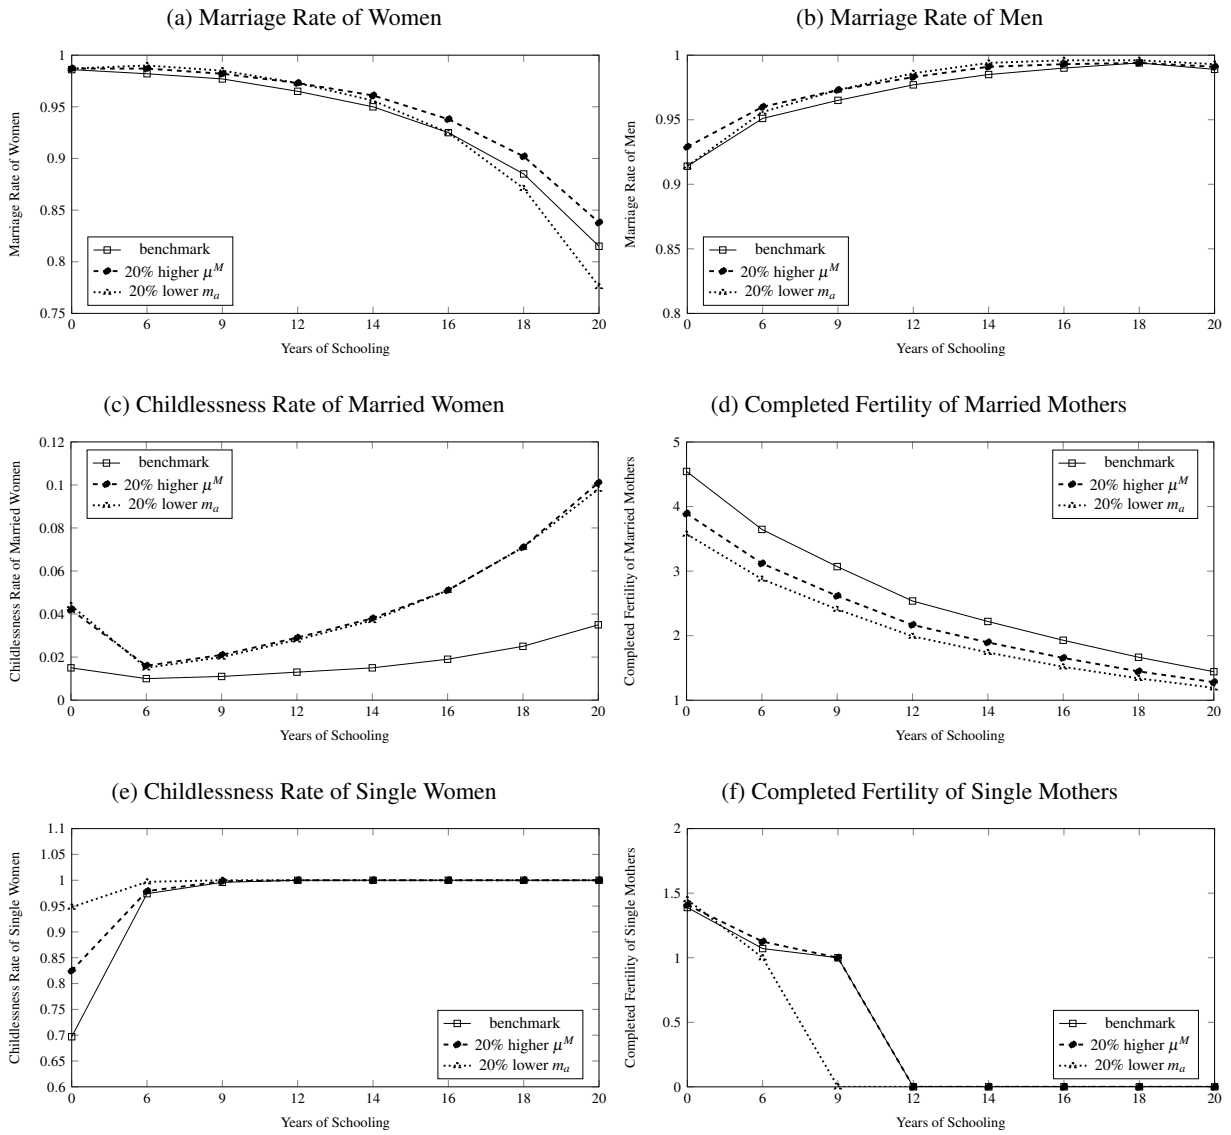 (a) Marriage Rate of Women
1
0.95
0.9
0.85
0.8
0.75
0 6 9 12 14 16 18 20
Marriage Rate of Women
Years of Schooling
benchmark
20% higher μ^M
20% lower m_a
(b) Marriage Rate of Men
1
0.95
0.9
0.85
0.8
0 6 9 12 14 16 18 20
Marriage Rate of Men
Years of Schooling
benchmark
20% higher μ^M
20% lower m_a
(c) Childlessness Rate of Married Women
0.12
0.1
0.08
0.06
0.04
0.02
0
0 6 9 12 14 16 18 20
Childlessness Rate of Married Women
Years of Schooling
benchmark
20% higher μ^M
20% lower m_a
(d) Completed Fertility of Married Mothers
5
4
3
2
1
0 6 9 12 14 16 18 20
Completed Fertility of Married Mothers
Years of Schooling
benchmark
20% higher μ^M
20% lower m_a
(e) Childlessness Rate of Single Women
1.1
1.05
1
0.95
0.9
0.85
0.8
0.75
0.7
0.65
0.6
0 6 9 12 14 16 18 20
Childlessness Rate of Single Women
Years of Schooling
benchmark
20% higher μ^M
20% lower m_a
(f) Completed Fertility of Single Mothers
2
1.5
1
0.5
0
0 6 9 12 14 16 18 20
Completed Fertility of Single Mothers
Years of Schooling
benchmark
20% higher μ^M
20% lower m_a